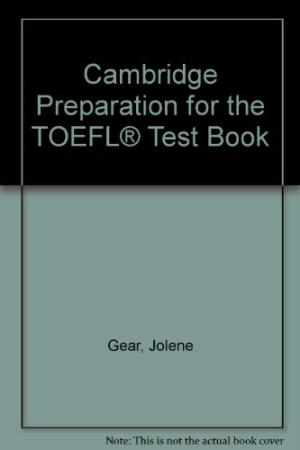 Cambridge
Preparation for the
TOEFL® Test Book
Gear, Jolene
Note: This is not the actual book cover